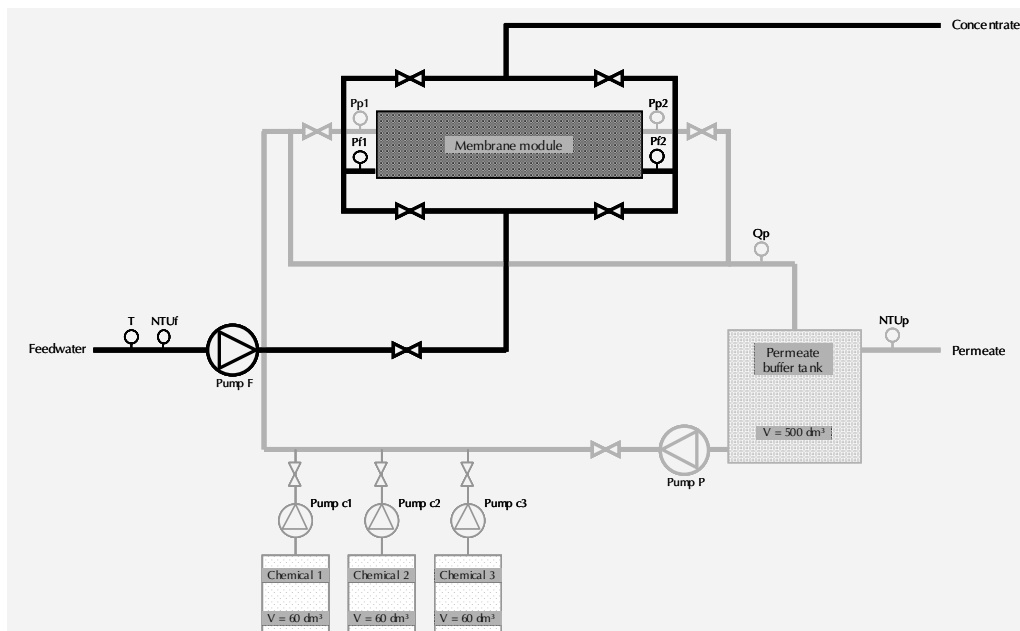 Concentrate
Pp1
Pp2
Membrane module
Pf1
Pf2
Qp
T
NTUf
NTUp
Feedwater
Permeate
Permeate
buffer tank
Pump F
V = 500 dm³
Pump P
Pump c1
Pump c2
Pump c3
Chemical 1
Chemical 2
Chemical 3
V = 60 dm³
V = 60 dm³
V = 60 dm³